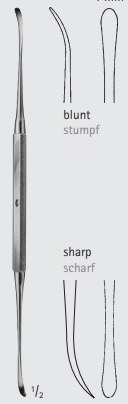 blunt
stumpf
sharp
scharf
1/2